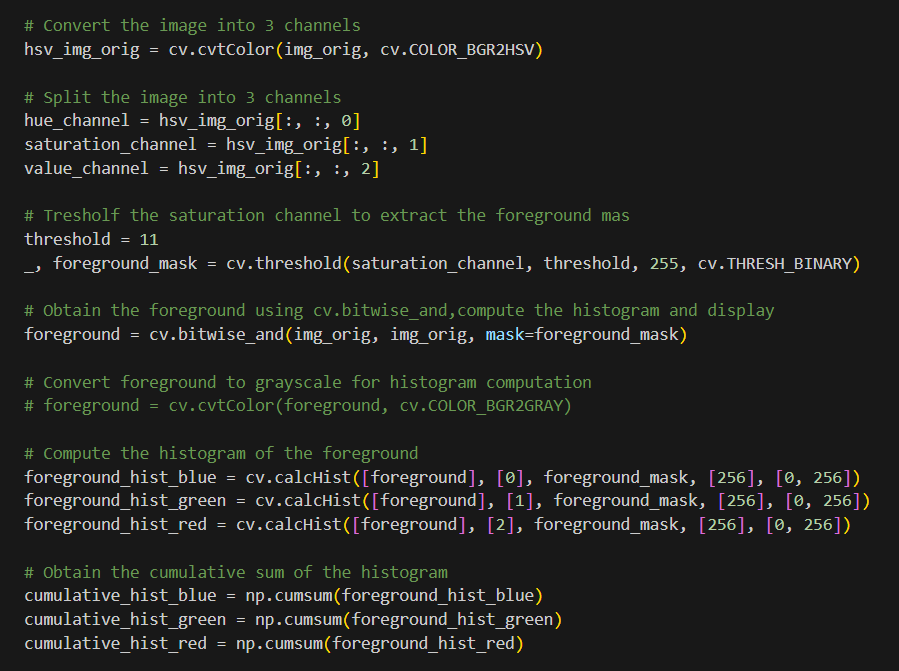 # Convert the image into 3 channels
hsv_img_orig = cv.cvtColor(img_orig, cv.COLOR_BGR2HSV)
# Split the image into 3 channels
hue_channel = hsv_img_orig[:, :, 0]
saturation_channel = hsv_img_orig[:, :, 1]
value_channel = hsv_img_orig[:, :, 2]
# Tresholf the saturation channel to extract the foreground mas
threshold = 11
_, foreground_mask = cv.threshold(saturation_channel, threshold, 255, cv.THRESH_BINARY)
# Obtain the foreground using cv.bitwise_and,compute the histogram and display
foreground = cv.bitwise_and(img_orig, img_orig, mask=foreground_mask)
# Convert foreground to grayscale for histogram computation
# foreground = cv.cvtColor(foreground, cv.COLOR_BGR2GRAY)
# Compute the histogram of the foreground
foreground_hist_blue = cv.calcHist([foreground], [0], foreground_mask, [256], [0, 256])
foreground_hist_green = cv.calcHist([foreground], [1], foreground_mask, [256], [0, 256])
foreground_hist_red = cv.calcHist([foreground], [2], foreground_mask, [256], [0, 256])
# Obtain the cumulative sum of the histogram
cumulative_hist_blue = np.cumsum(foreground_hist_blue)
cumulative_hist_green = np.cumsum(foreground_hist_green)
cumulative_hist_red = np.cumsum(foreground_hist_red)